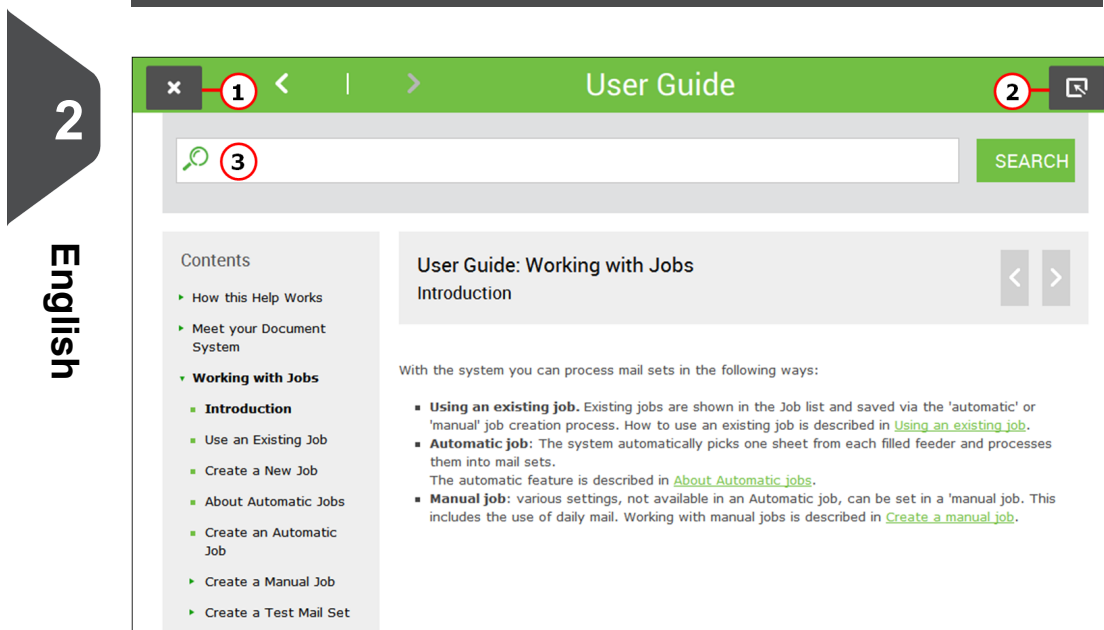 2
English
1
User Guide
2
3
SEARCH
Contents
How this Help Works
Meet your Document
System
Working with Jobs
Introduction
Use an Existing Job
Create a New Job
About Automatic Jobs
Create an Automatic
Job
Create a Manual Job
Create a Test Mail Set
User Guide: Working with Jobs
Introduction
With the system you can process mail sets in the following ways:
Using an existing job. Existing jobs are shown in the Job list and saved via the 'automatic' or
'manual' job creation process. How to use an existing job is described in Using an existing job.
Automatic job: The system automatically picks one sheet from each filled feeder and processes
them into mail sets.
The automatic feature is described in About Automatic jobs.
Manual job: various settings, not available in an Automatic job, can be set in a 'manual job. This
includes the use of daily mail. Working with manual jobs is described in Create a manual job.